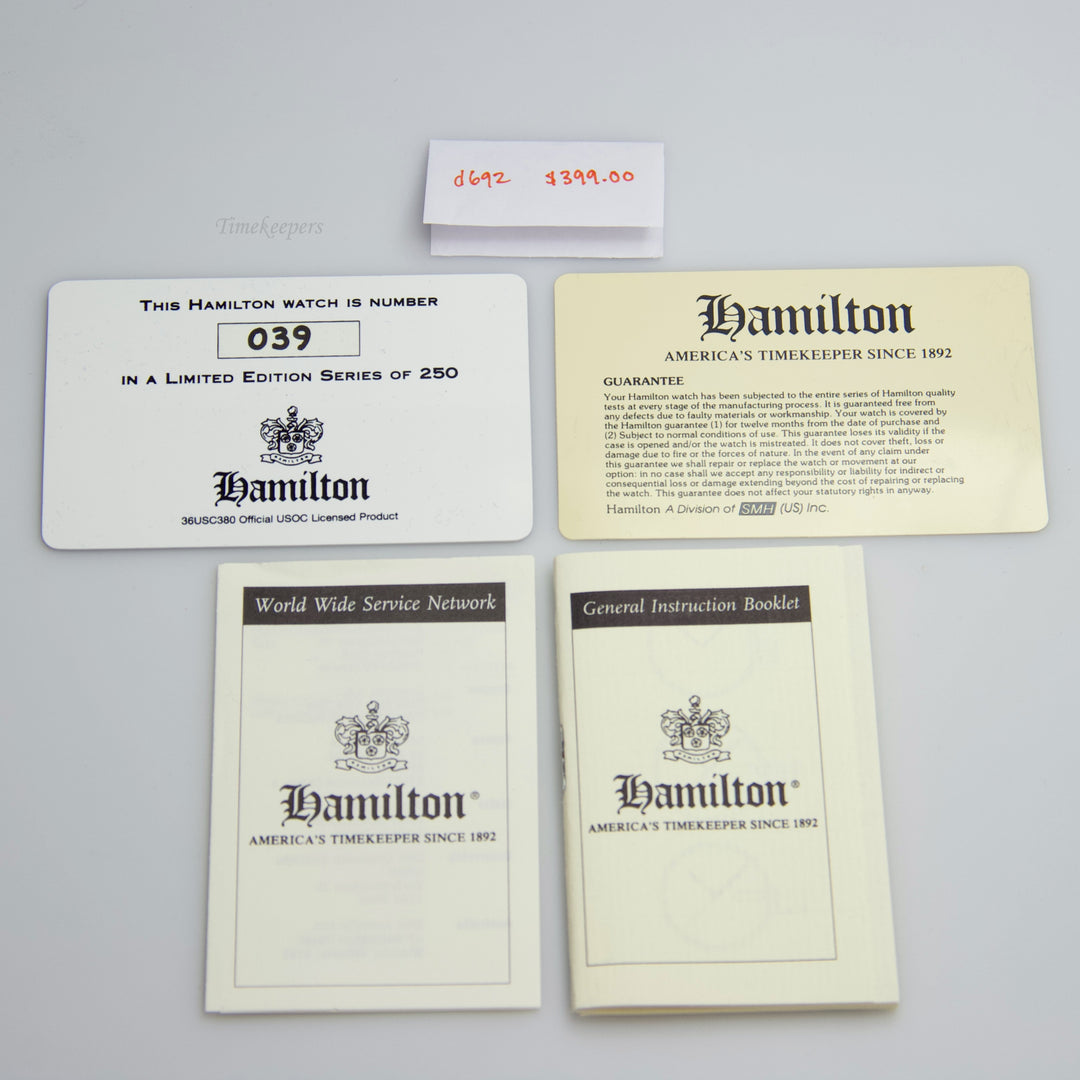 d692 $399.00
Timekeepers
THIS HAMILTON WATCH IS NUMBER
039
IN A LIMITED EDITION SERIES OF 250
HAMILTON
Hamilton
36USC380 Official USOC Licensed Product
Hamilton
AMERICA'S TIMEKEEPER SINCE 1892
GUARANTEE
Your Hamilton watch has been subjected to the entire series of Hamilton quality
tests at every stage of the manufacturing process. It is guaranteed free from
any defects due to faulty materials or workmanship. Your watch is covered by
the Hamilton guarantee (1) for twelve months from the date of purchase and
(2) Subject to normal conditions of use. This guarantee loses its validity if the
case is opened and/or the watch is mistreated. It does not cover theft, loss or
damage due to fire or the forces of nature. In the event of any claim under
this guarantee we shall repair or replace the watch or movement at our
option: in no case shall we accept any responsibility or liability for indirect or
consequential loss or damage extending beyond the cost of repairing or replacing
the watch. This guarantee does not affect your statutory rights in anyway.
Hamilton A Division of SMH (US) Inc.
World Wide Service Network
HAMILTON
Hamilton®
AMERICA'S TIMEKEEPER SINCE 1892
General Instruction Booklet
HAMILTON
Hamilton®
AMERICA'S TIMEKEEPER SINCE 1892